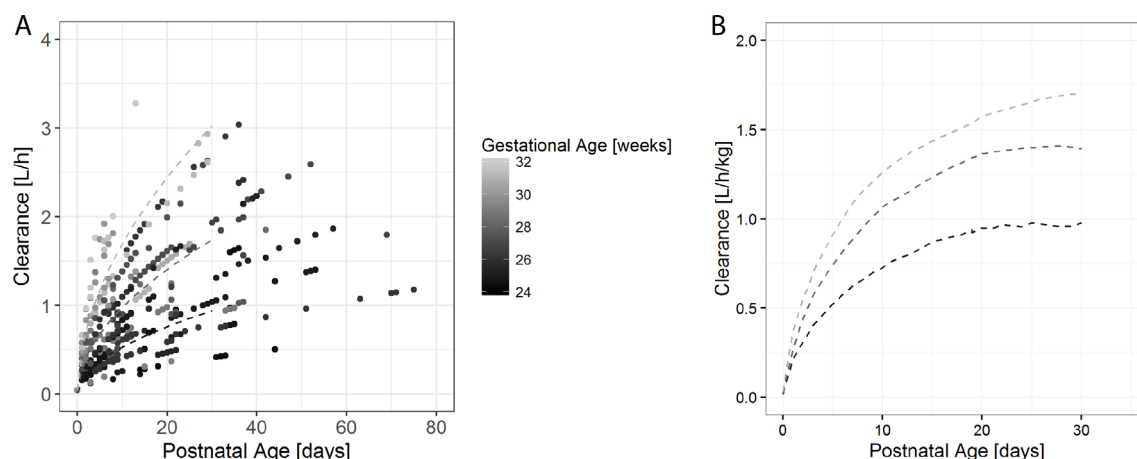 A
Clearance [L/h]
4
3
2
1
0
0 20 40 60 80
Postnatal Age [days]
Gestational Age [weeks]
32
30
28
26
24
B
Clearance [L/h/kg]
2.0
1.5
1.0
0.5
0.0
0 10 20 30
Postnatal Age [days]